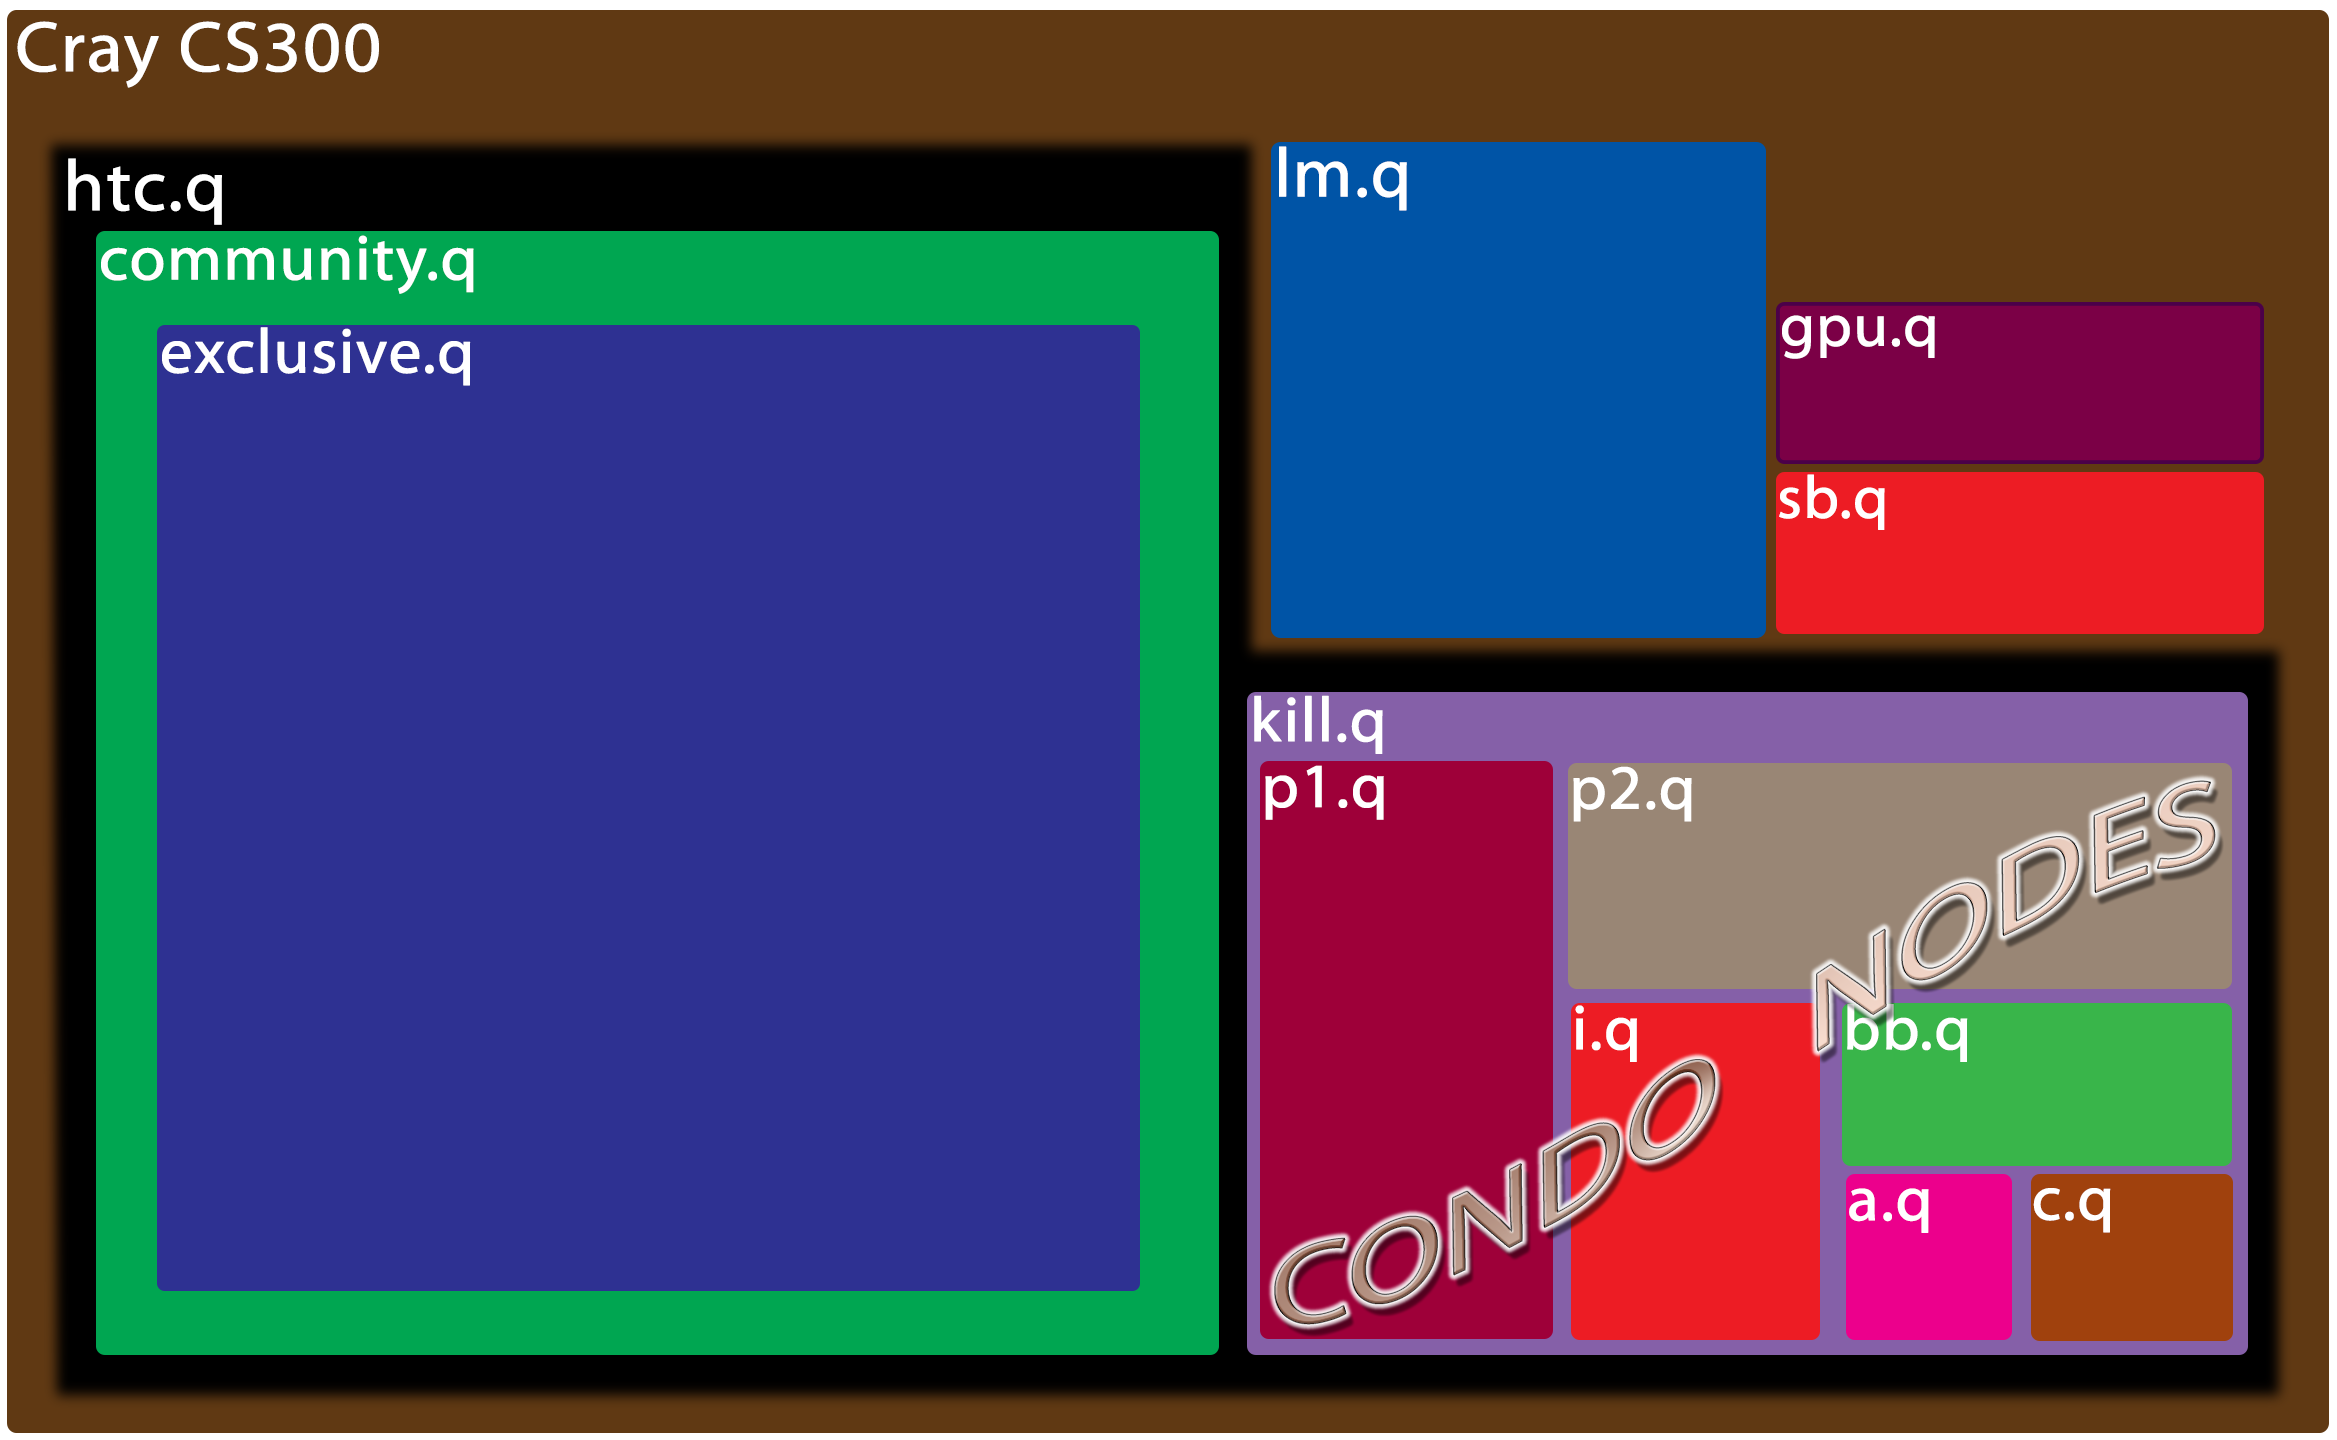 Cray CS300
htc.q
lm.q
community.q
gpu.q
exclusive.q
sb.q
kill.q
p1.q
p2.q
i.q
bb.q
a.q
c.q
CONDO NODES